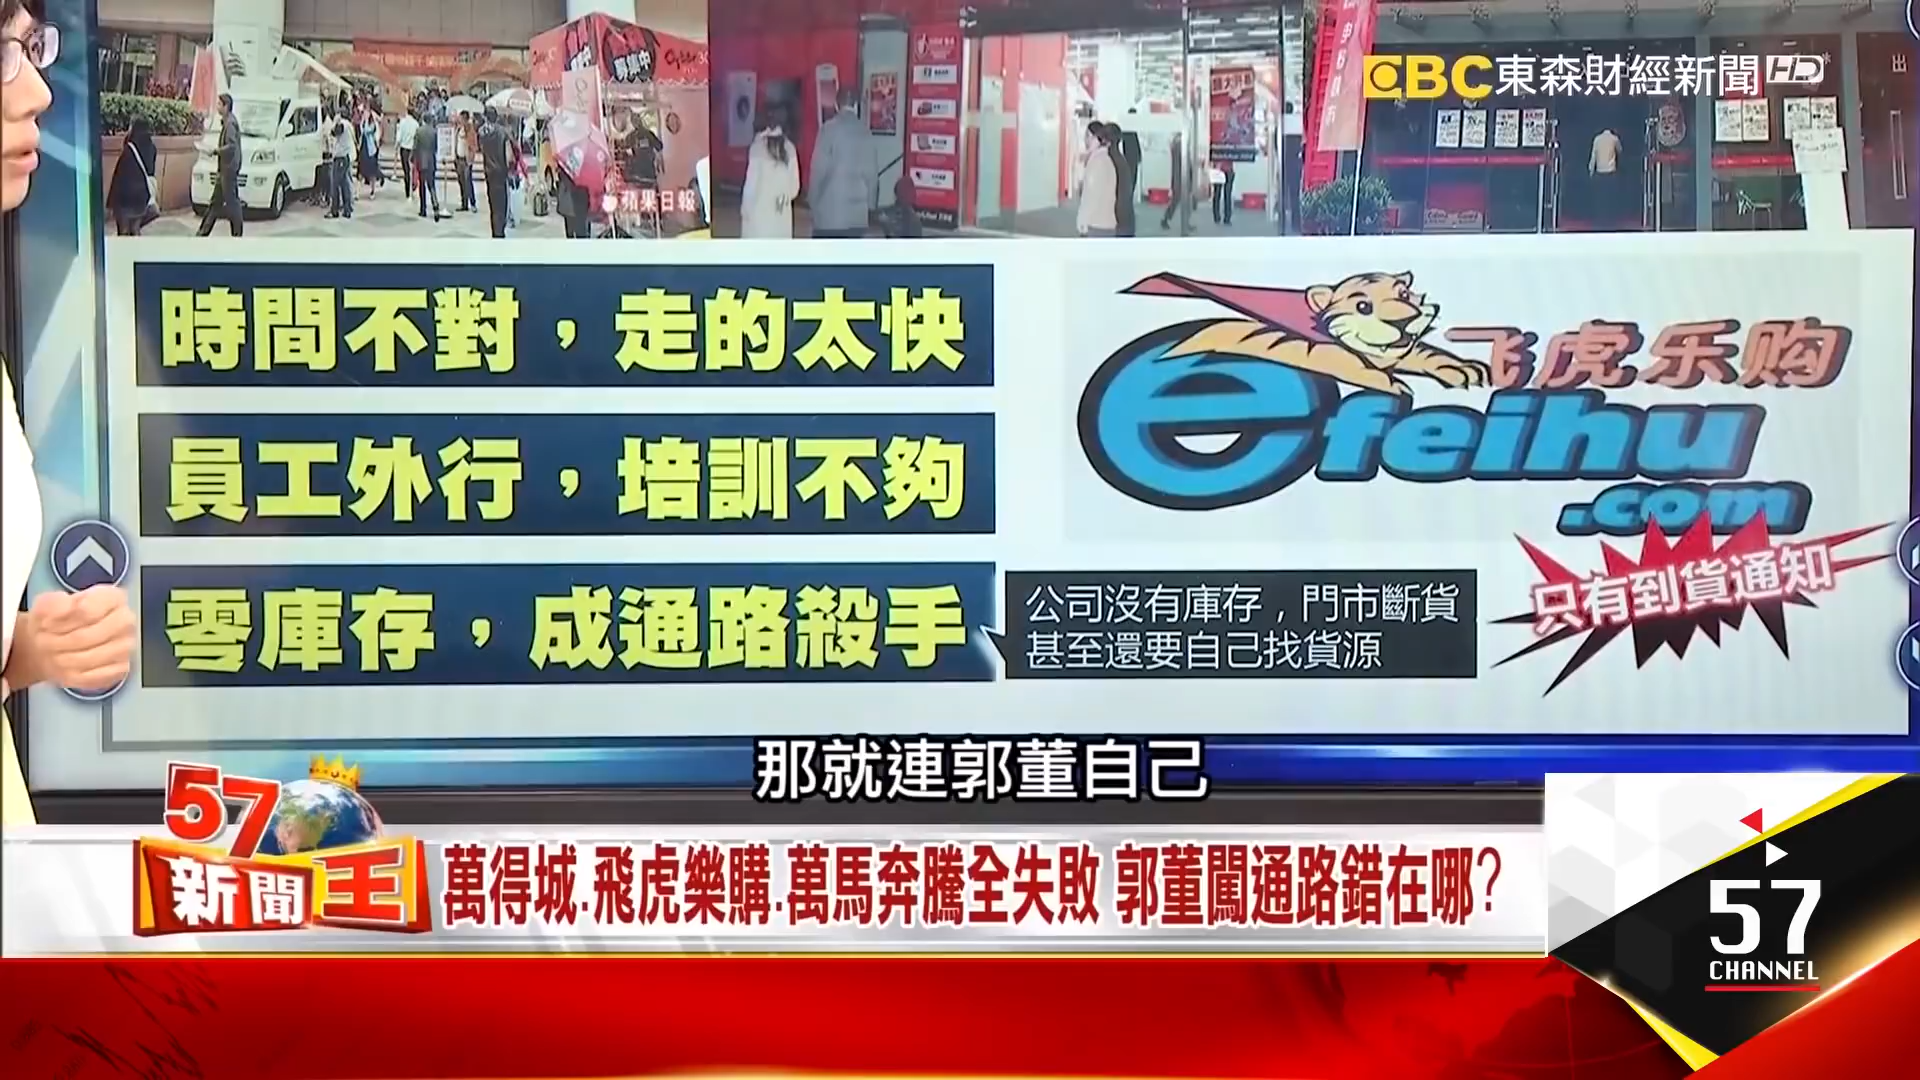 EBC東森財經新聞HD
蘋果日報
時間不對，走的太快
飞虎乐购
efeihu
.com
員工外行，培訓不夠
零庫存，成通路殺手
公司沒有庫存，門市斷貨
甚至還要自己找貨源
只有到貨通知
那就連郭董自己
57
新聞王
萬得城.飛虎樂購.萬馬奔騰全失敗 郭董闖通路錯在哪?
57
CHANNEL